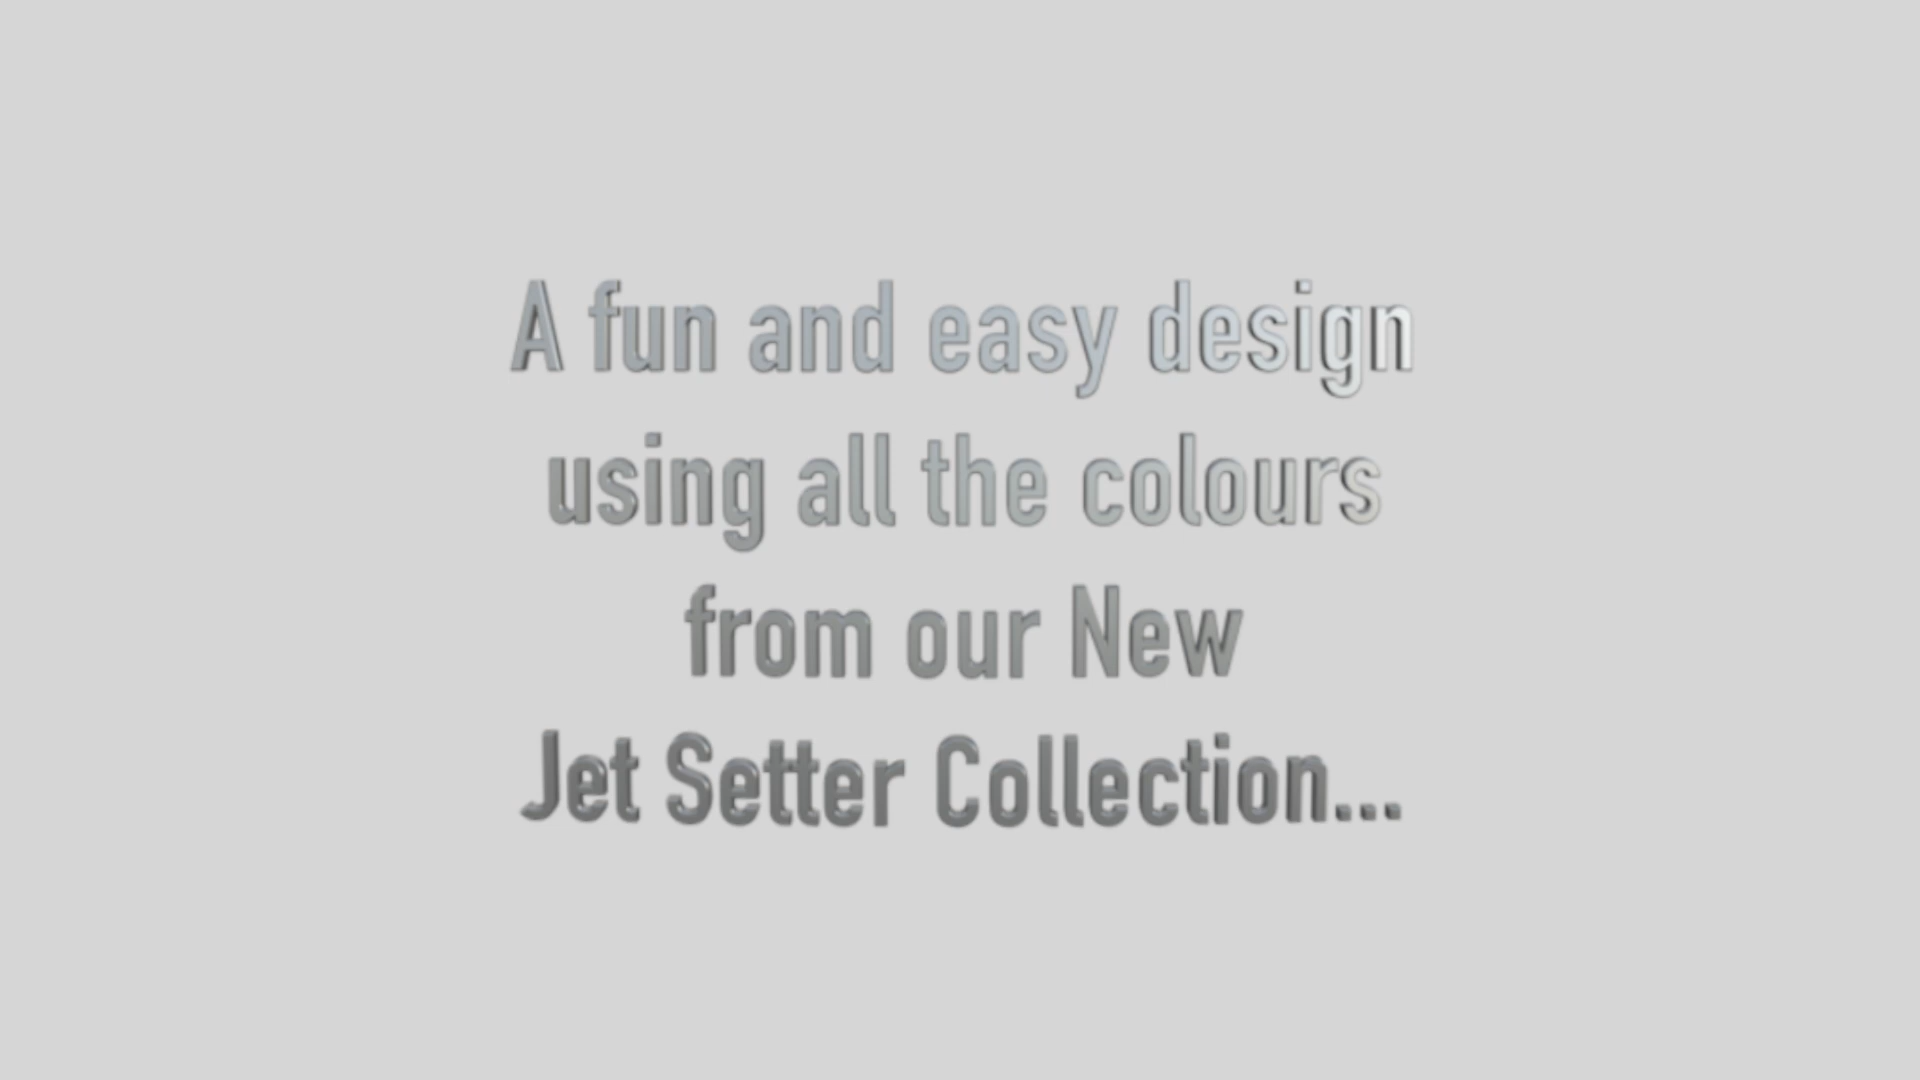 A fun and easy design
using all the colours
from our New
Jet Setter Collection...